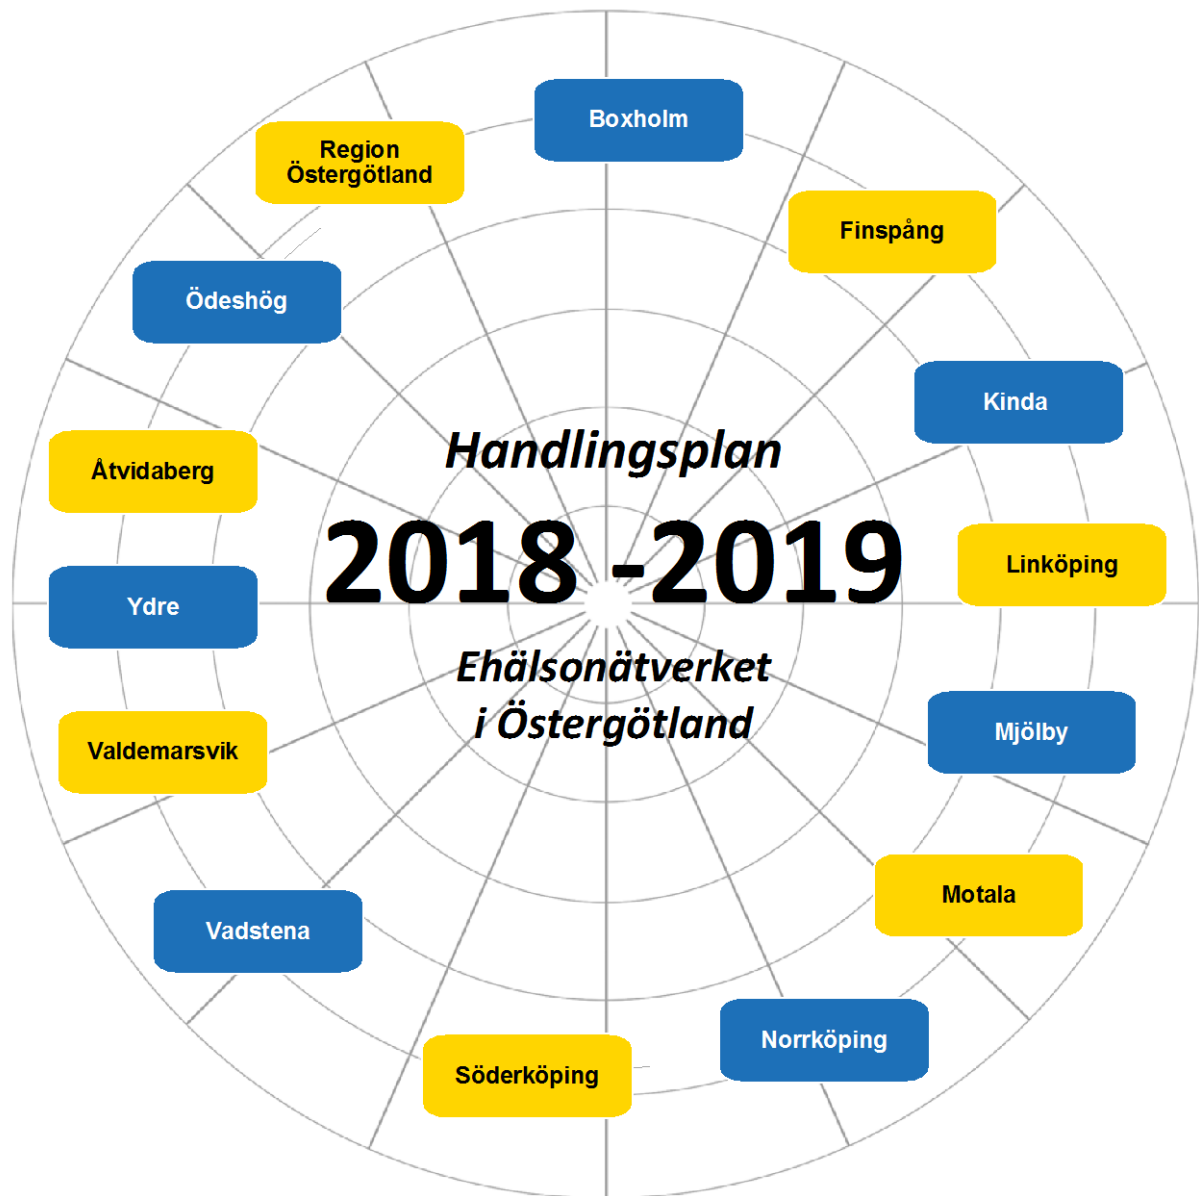 Boxholm
Region
Östergötland
Finspång
Ödeshög
Kinda
Handlingsplan
Åtvidaberg
2018 -2019
Linköping
Ydre
Ehälsonätverket
i Östergötland
Mjölby
Valdemarsvik
Motala
Vadstena
Norrköping
Söderköping